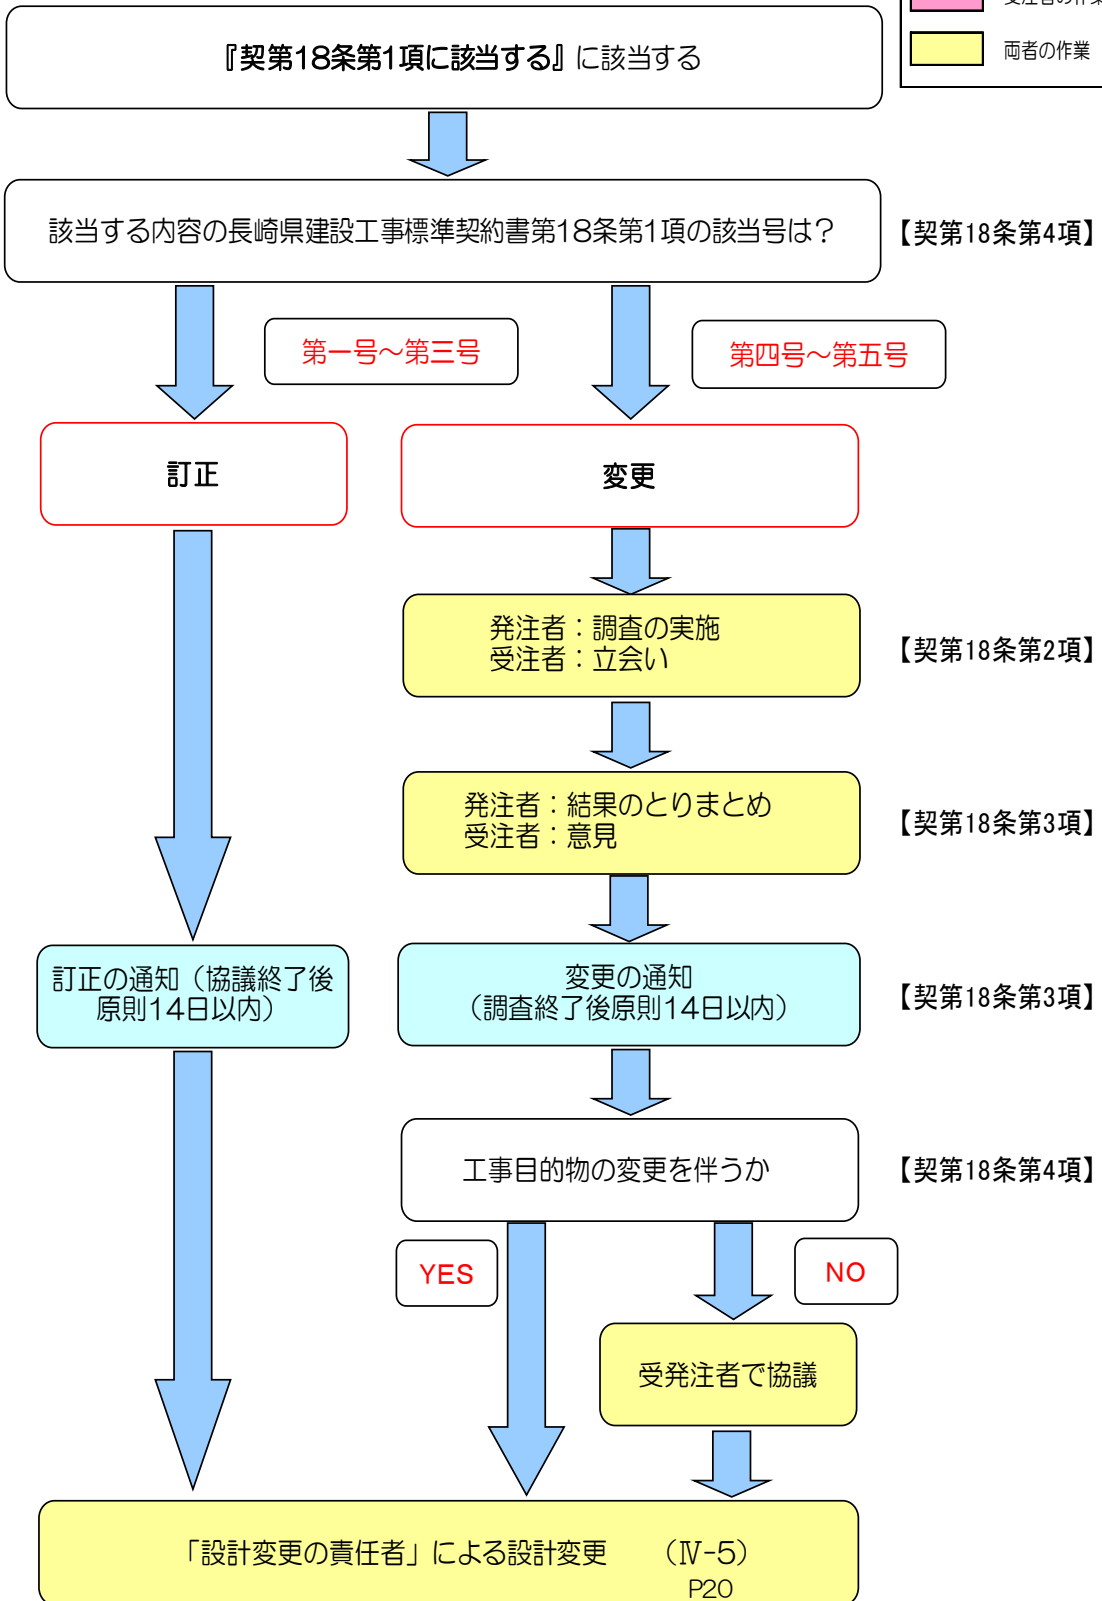 両者の作業
『契第18条第1項に該当する』に該当する
該当する内容の長崎県建設工事標準契約書第18条第1項の該当号は？
【契第18条第4項】
第一号～第三号
第四号～第五号
訂正
変更
発注者：調査の実施
受注者：立会い
【契第18条第2項】
発注者：結果のとりまとめ
受注者：意見
【契第18条第3項】
訂正の通知（協議終了後
原則14日以内）
変更の通知
（調査終了後原則14日以内）
【契第18条第3項】
工事目的物の変更を伴うか
【契第18条第4項】
YES
NO
受発注者で協議
「設計変更の責任者」による設計変更　　（Ⅳ-5）
P20